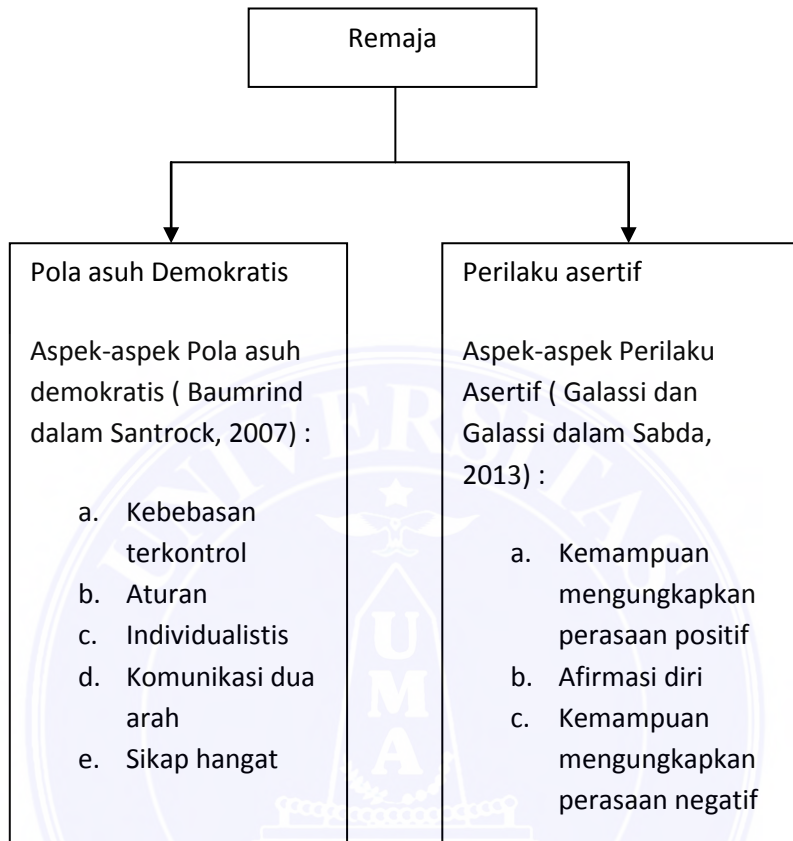 Remaja
Pola asuh Demokratis
Aspek-aspek Pola asuh
demokratis ( Baumrind
dalam Santrock, 2007) :
a. Kebebasan
terkontrol
b. Aturan
c. Individualistis
d. Komunikasi dua
arah
e. Sikap hangat
Perilaku asertif
Aspek-aspek Perilaku
Asertif ( Galassi dan
Galassi dalam Sabda,
2013) :
a. Kemampuan
mengungkapkan
perasaan positif
b. Afirmasi diri
c. Kemampuan
mengungkapkan
perasaan negatif
UNIVERSITAS
UMA